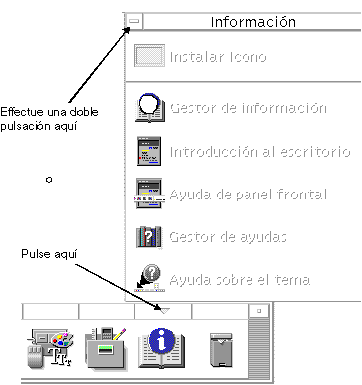 Información
Instalar Icono
Gestor de información
Effectue una doble
pulsación aquí
Introducción al escritorio
o
Ayuda de panel frontal
Gestor de ayudas
Pulse aquí
Ayuda sobre el tema